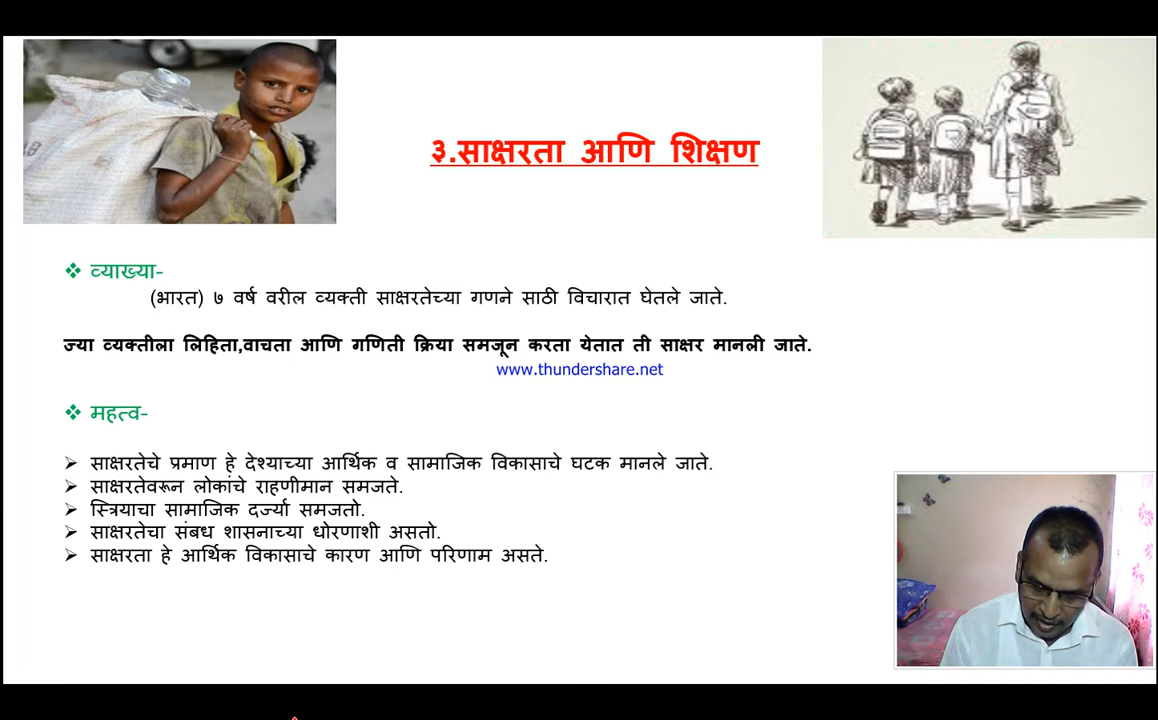 ३.साक्षरता आणि शिक्षण
❖ व्याख्या-
(भारत) ७ वर्ष वरील व्यक्ती साक्षरतेच्या गणने साठी विचारात घेतले जाते.
ज्या व्यक्तीला लिहिता,वाचता आणि गणिती क्रिया समजून करता येतात ती साक्षर मानली जाते.
www.thundershare.net
❖ महत्व-
➢ साक्षरतेचे प्रमाण हे देश्याच्या आर्थिक व सामाजिक विकासाचे घटक मानले जाते.
➢ साक्षरतेवरून लोकांचे राहणीमान समजते.
➢ स्त्रियाचा सामाजिक दर्ज्या समजतो.
➢ साक्षरतेचा संबध शासनाच्या धोरणाशी असतो.
➢ साक्षरता हे आर्थिक विकासाचे कारण आणि परिणाम असते.